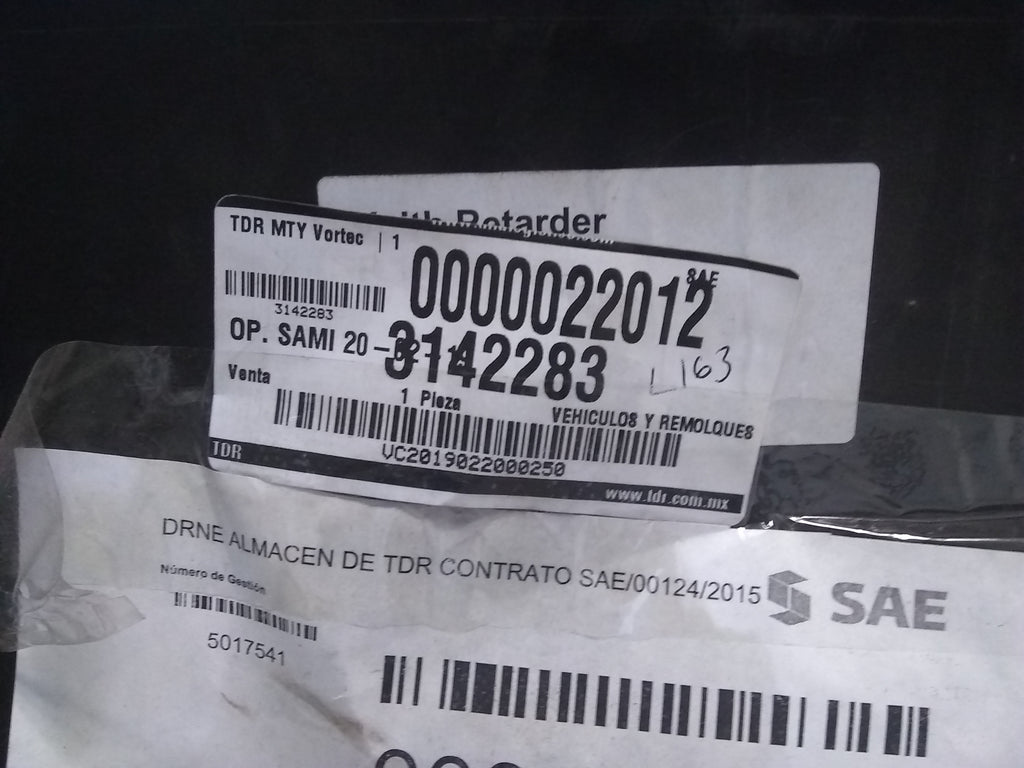 Retarder
TDR MTY Vortec | 1
SAE
0000022012
3142283
OP. SAMI 20-
3142283
L163
Venta
1 Pieza
VEHICULOS Y REMOLQUES
VC2019022000250
TDR
www.tdr.com.mx
DRNE ALMACEN DE TDR CONTRATO SAE/00124/2015
SAE
Número de Gestión
5017541